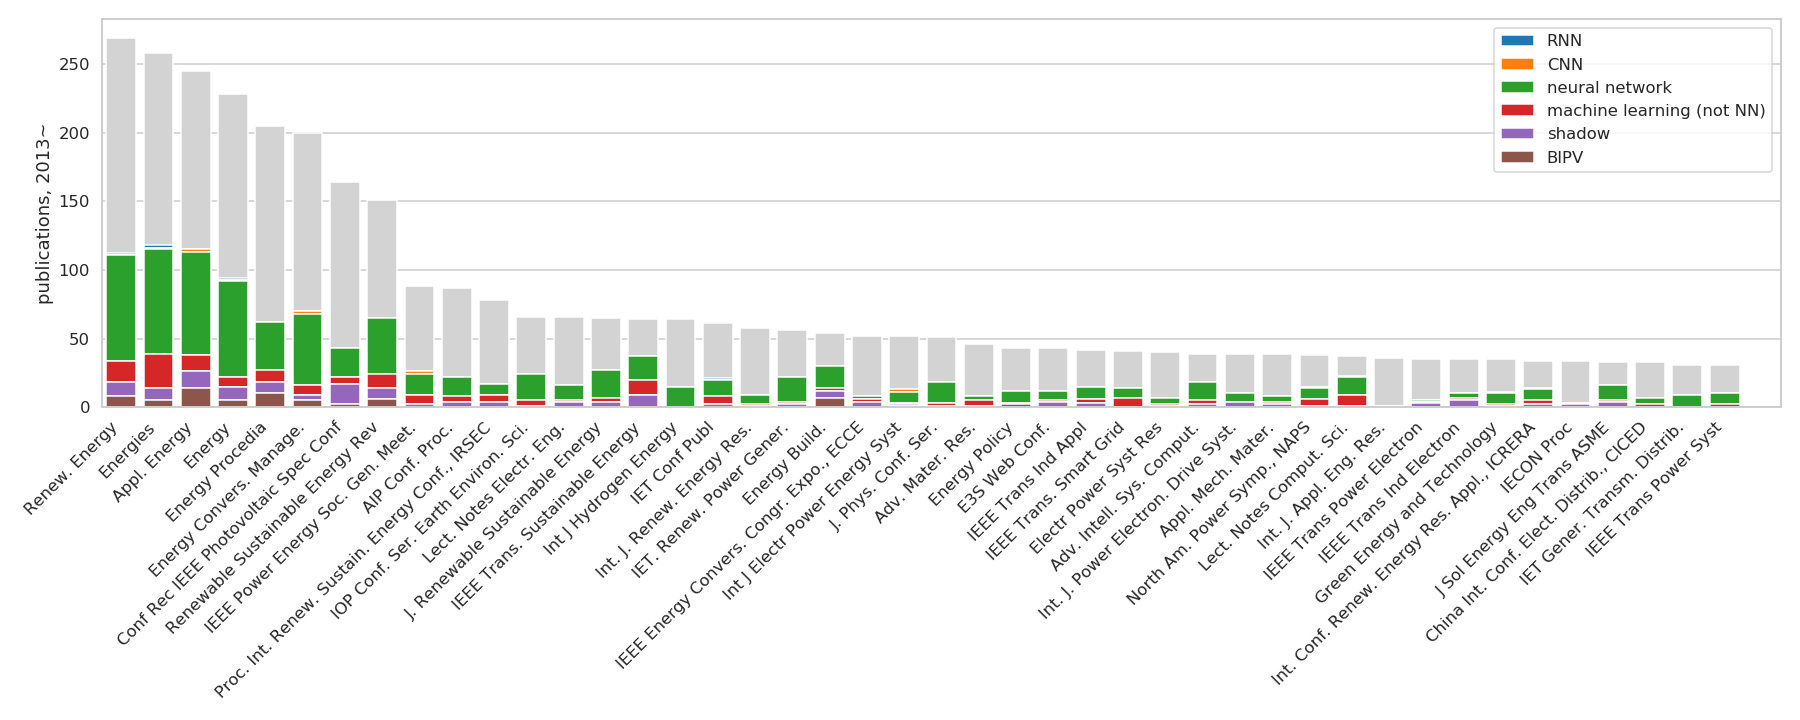 publications, 2013~
250
200
150
100
50
0
RNN
CNN
neural network
machine learning (not NN)
shadow
BIPV
Renew. Energy
Energies
Appl. Energy
Energy
Energy Procedia
Energy Convers. Manage.
Conf Rec IEEE Photovoltaic Spec Conf
Renewable Sustainable Energy Rev
IEEE Power Energy Soc. Gen. Meet.
AIP Conf. Proc.
Proc. Int. Renew. Sustain. Energy Conf., IRSEC
IOP Conf. Ser. Earth Environ. Sci.
Lect. Notes Electr. Eng.
J. Renewable Sustainable Energy
IEEE Trans. Sustainable Energy
Int J Hydrogen Energy
IET Conf Publ
Int. J. Renew. Energy Res.
IET. Renew. Power Gener.
Energy Build.
IEEE Energy Convers. Congr. Expo., ECCE
Int J Electr Power Energy Syst
J. Phys. Conf. Ser.
Adv. Mater. Res.
Energy Policy
E3S Web Conf.
IEEE Trans Ind Appl
IEEE Trans. Smart Grid
Electr Power Syst Res
Adv. Intell. Sys. Comput.
Int. J. Power Electron. Drive Syst.
Appl. Mech. Mater.
North Am. Power Symp., NAPS
Lect. Notes Comput. Sci.
Int. J. Appl. Eng. Res.
IEEE Trans Power Electron
IEEE Trans Ind Electron
Green Energy and Technology
Int. Conf. Renew. Energy Res. Appl., ICRERA
IECON Proc
J Sol Energy Eng Trans ASME
China Int. Conf. Elect. Distrib., CICED
IET Gener. Transm. Distrib.
IEEE Trans Power Syst